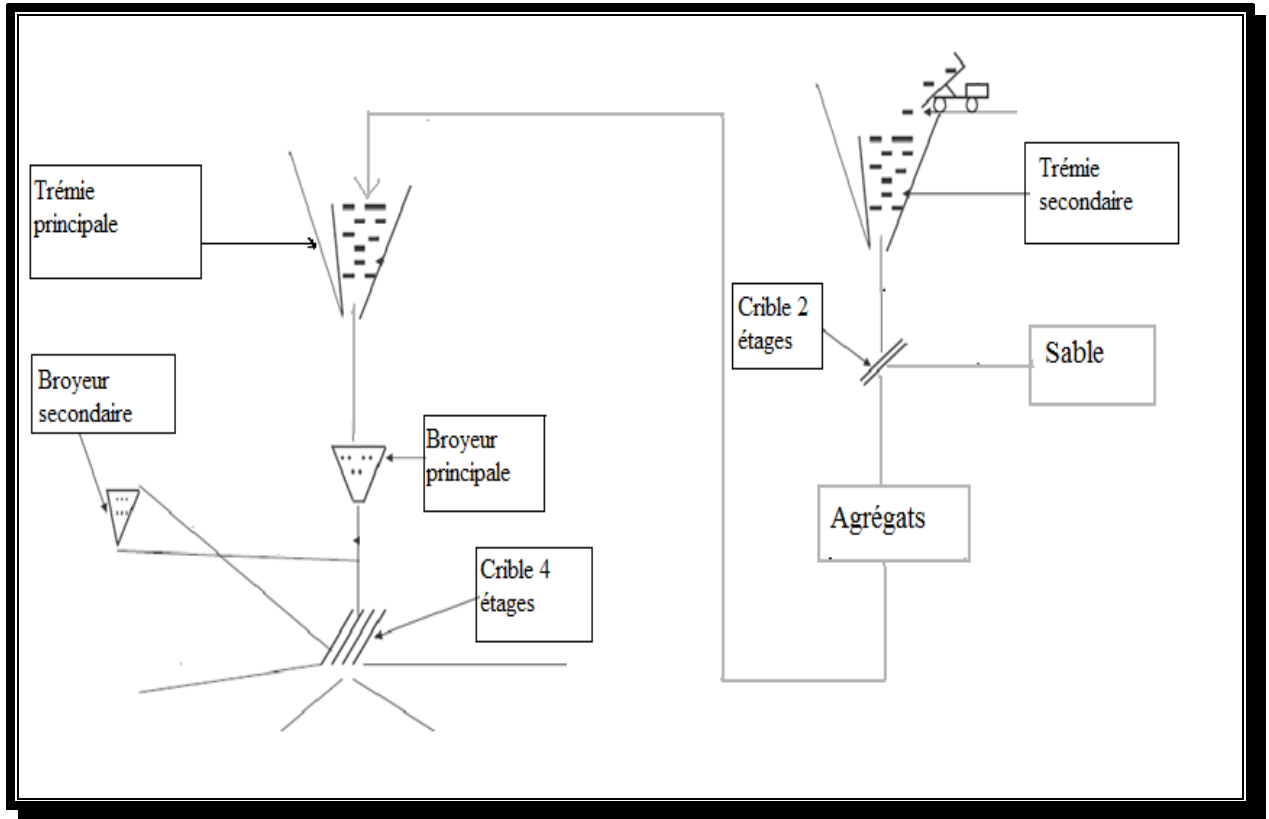 Trémie
principale
Broyeur
secondaire
Broyeur
principale
Crible 4
étages
Trémie
secondaire
Crible 2
étages
Sable
Agrégats